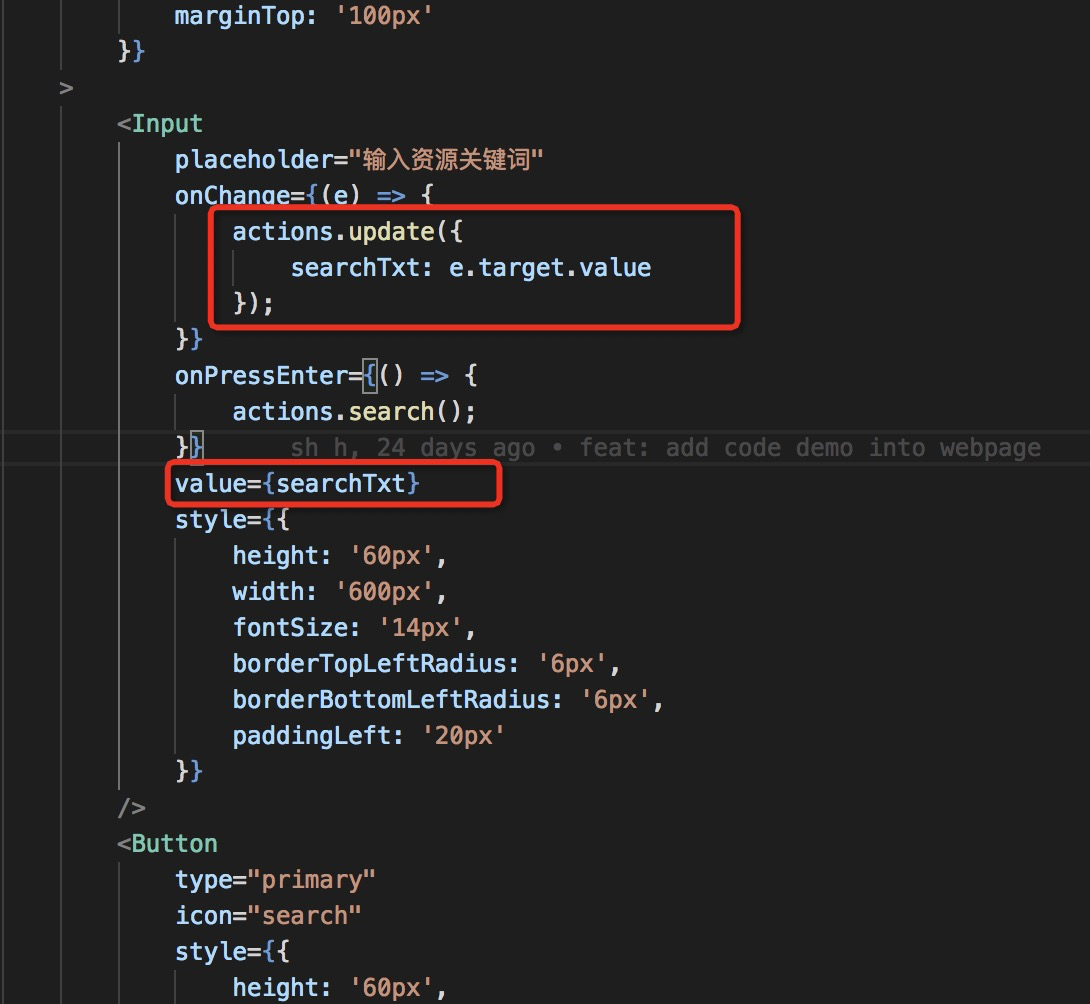 marginTop: '100px'
}}
>
<Input
placeholder="输入资源关键词"
onChange={(e) => {
actions.update({
searchTxt: e.target.value
});
}}
onPressEnter={() => {
actions.search();
}} sh h, 24 days ago • feat: add code demo into webpage
value={searchTxt}
style={{
height: '60px',
width: '600px',
fontSize: '14px',
borderTopLeftRadius: '6px',
borderBottomLeftRadius: '6px',
paddingLeft: '20px'
}}
/>
<Button
type="primary"
icon="search"
style={{
height: '60px',